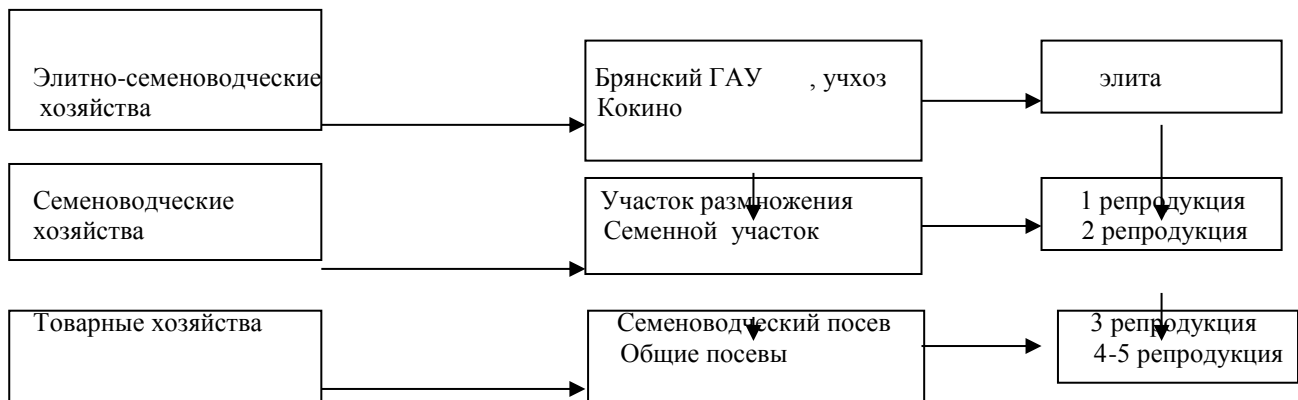 Элитно-семеноводческие
хозяйства
Брянский ГАУ , учхоз
Кокино
элита
Семеноводческие
хозяйства
Участок размножения
Семенной участок
1 репродукция
2 репродукция
Товарные хозяйства
Семеноводческий посев
Общие посевы
3 репродукция
4-5 репродукция